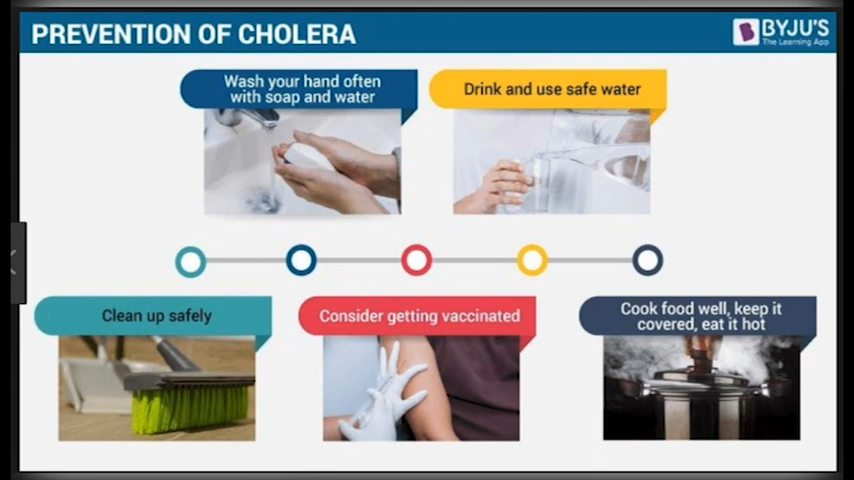 PREVENTION OF CHOLERA
BYJU'S
The Learning App
Wash your hand often
with soap and water
Drink and use safe water
Clean up safely
Consider getting vaccinated
Cook food well, keep it
covered, eat it hot